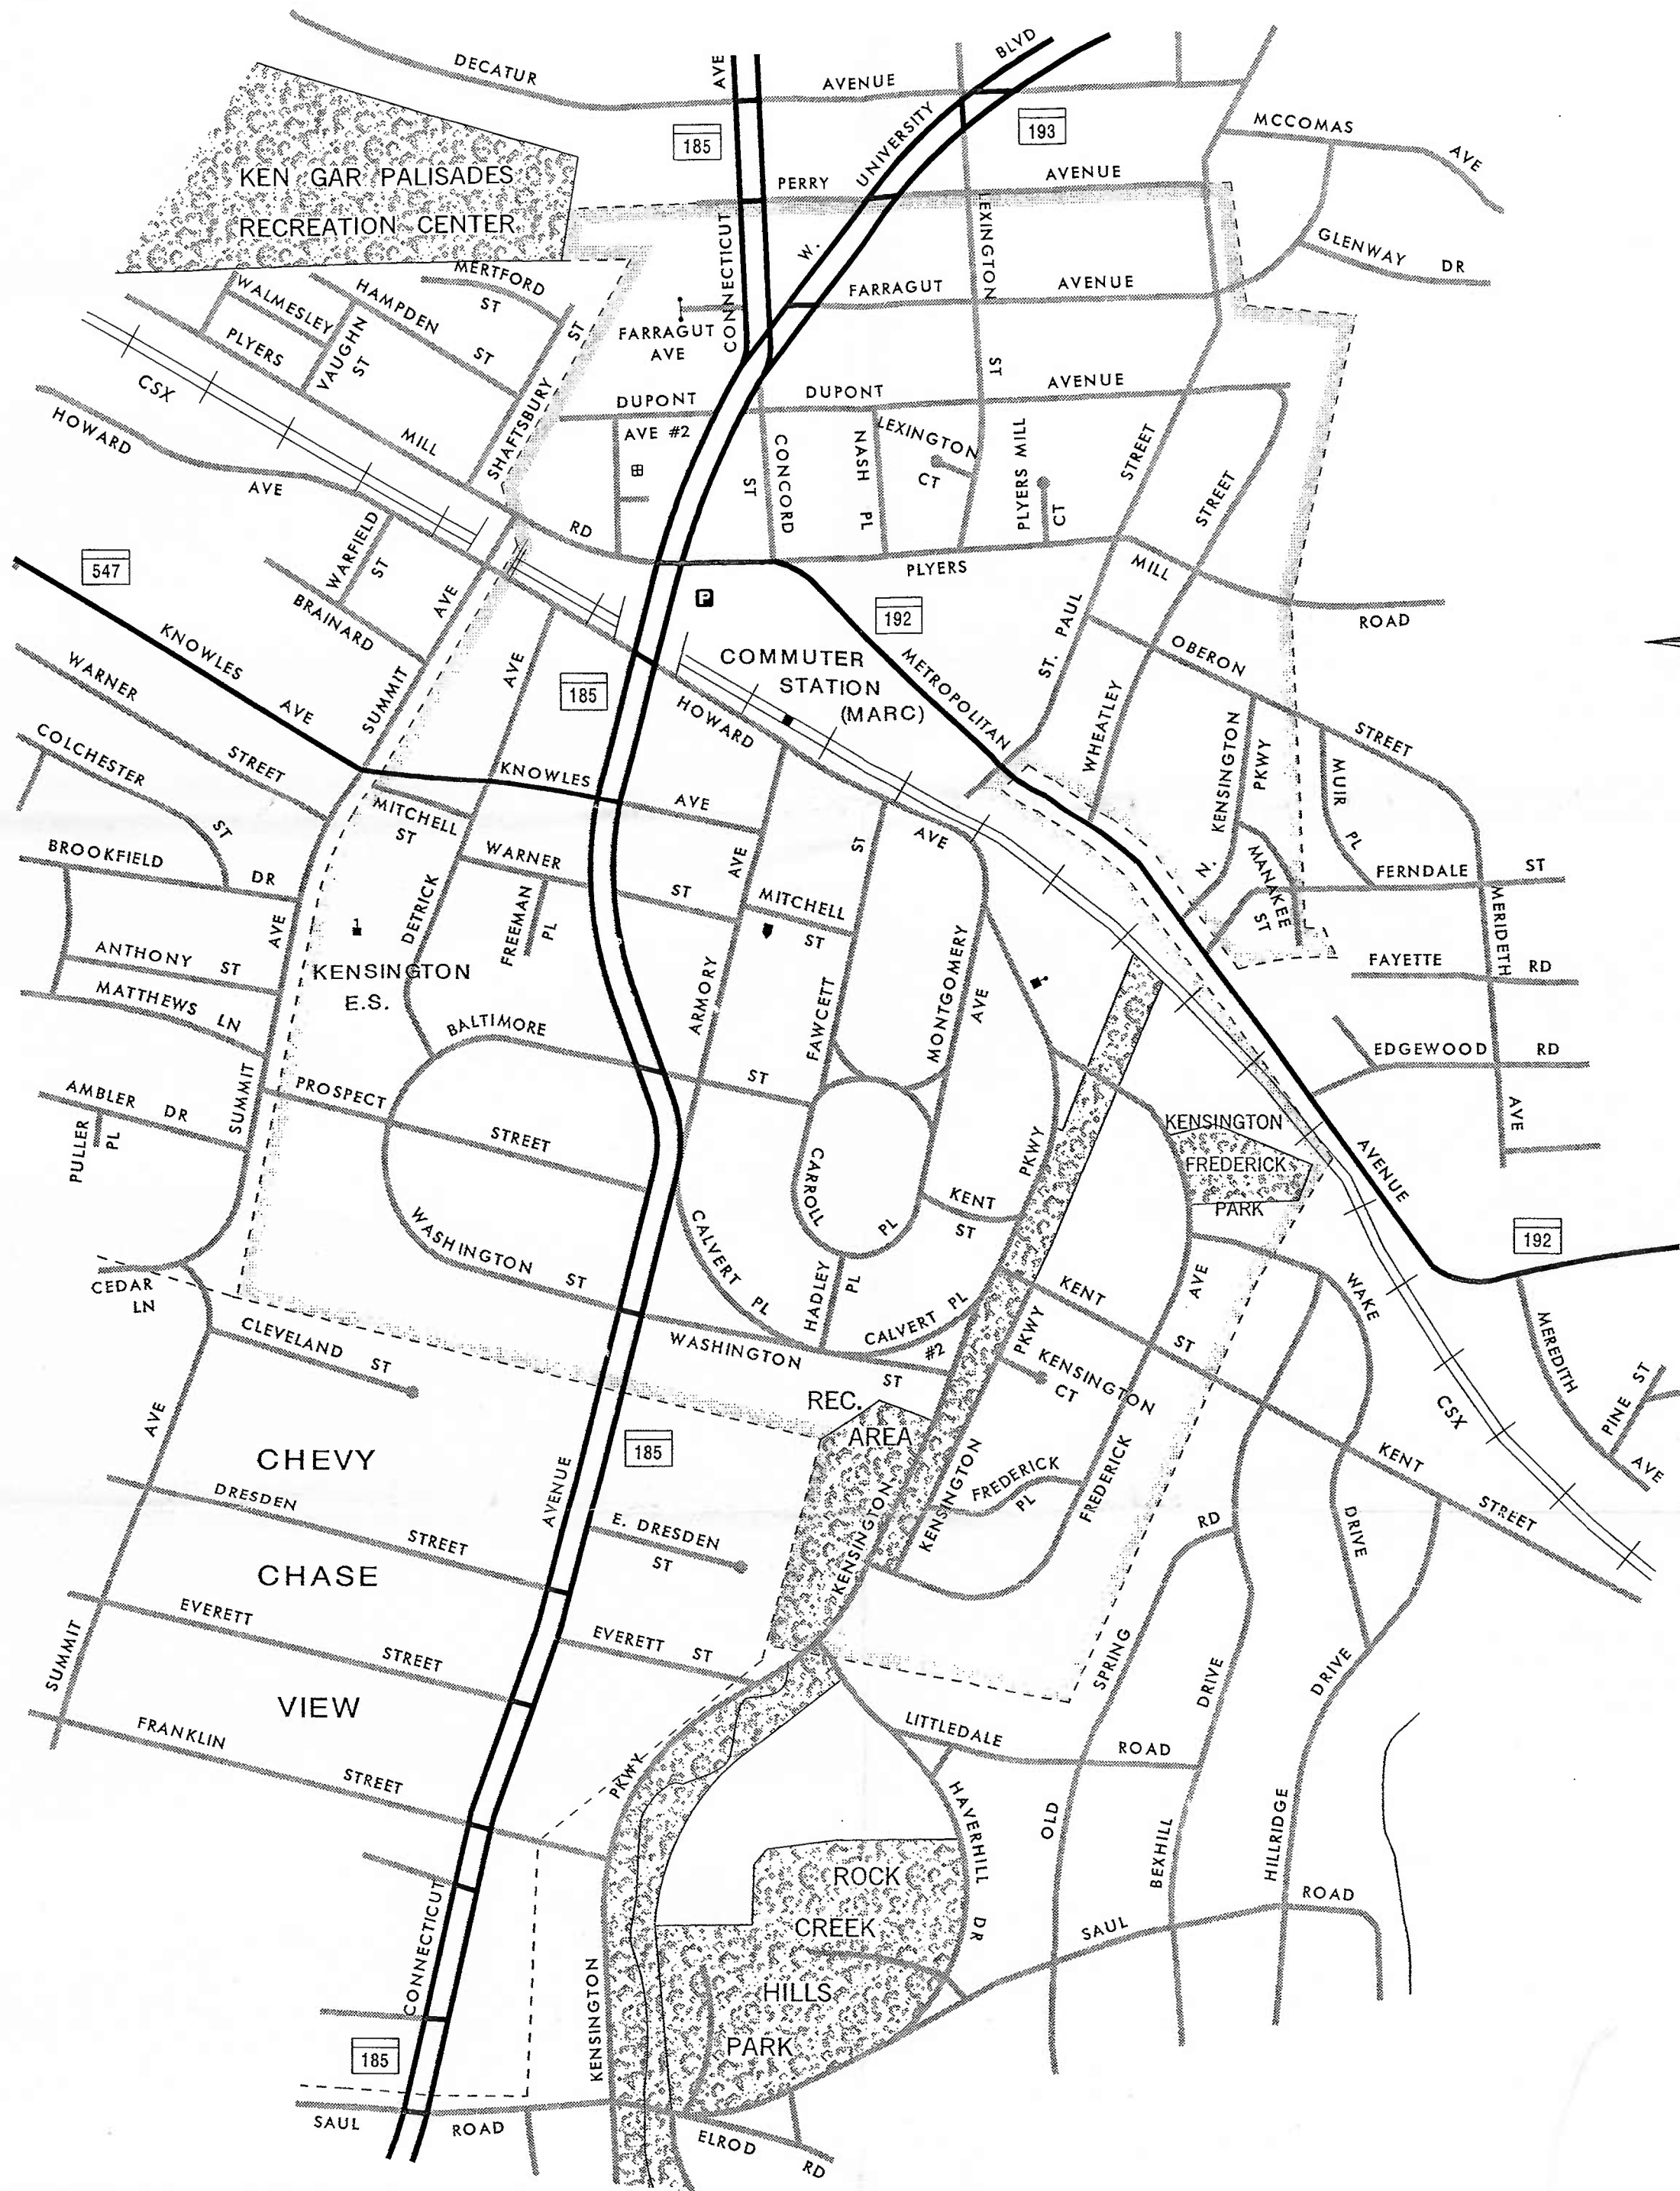 DECATUR
AVENUE
AVE
BLVD
UNIVERSITY
W.
185
193
MCCOMAS
AVE
KEN GAR PALISADES
RECREATION CENTER
PERRY
AVENUE
LEXINGTON
ST
CONNECTICUT
GLENWAY DR
MERTFORD
ST
WALMESLEY
HAMPDEN
ST
VAUGHN
ST
PLYERS
MILL
RD
SHAFTSBURY
ST
FARRAGUT
AVE
FARRAGUT
AVENUE
CSX
HOWARD
AVE
DUPONT
AVE #2
DUPONT
AVENUE
CONCORD
ST
NASH
PL
LEXINGTON
CT
PLYERS MILL
CT
STREET
STREET
PLYERS
MILL
ROAD
547
WARFIELD
ST
BRAINARD
AVE
SUMMIT
KNOWLES
AVE
WARNER
STREET
AVE
185
P
192
COMMUTER
STATION
(MARC)
HOWARD
METROPOLITAN
ST. PAUL
WHEATLEY
OBERON
STREET
N. KENSINGTON
PKWY
MUIR
PL
MANAKEE
ST
FERNDALE
ST
MERIDETH
AVE
COLCHESTER
ST
KNOWLES
AVE
MITCHELL
ST
WARNER
ST
AVE
ST
AVE
MITCHELL
ST
BROOKFIELD
DR
AVE
DETRICK
FREEMAN
PL
1
KENSINGTON
E.S.
ANTHONY ST
MATTHEWS LN
BALTIMORE
ST
ARMORY
FAWCETT
MONTGOMERY
AVE
FAYETTE
RD
EDGEWOOD
RD
AMBLER DR
PULLER
PL
SUMMIT
PROSPECT
STREET
CARROLL
PL
KENT
ST
PKWY
KENSINGTON
FREDERICK
PARK
AVENUE
192
WASHINGTON
ST
CALVERT
PL
HADLEY
PL
CALVERT PL
#2
KENT
ST
AVE
WAKE
CEDAR
LN
CLEVELAND
ST
WASHINGTON
ST
PKWY
KENSINGTON
CT
MEREDITH
AVE
PINE ST
CSX
REC.
AREA
AVE
CHEVY
185
AVENUE
KENSINGTON
FREDERICK
PL
FREDERICK
KENT
STREET
DRESDEN
STREET
E. DRESDEN
ST
KENSINGTON
RD
DRIVE
CHASE
EVERETT
STREET
EVERETT ST
SUMMIT
SPRING
DRIVE
DRIVE
VIEW
FRANKLIN
STREET
PKWY
LITTLEDALE
ROAD
HAVERHILL
DR
OLD
BEXHILL
HILLRIDGE
ROCK
CREEK
HILLS
PARK
SAUL
ROAD
CONNECTICUT
KENSINGTON
185
SAUL
ROAD
ELROD
RD